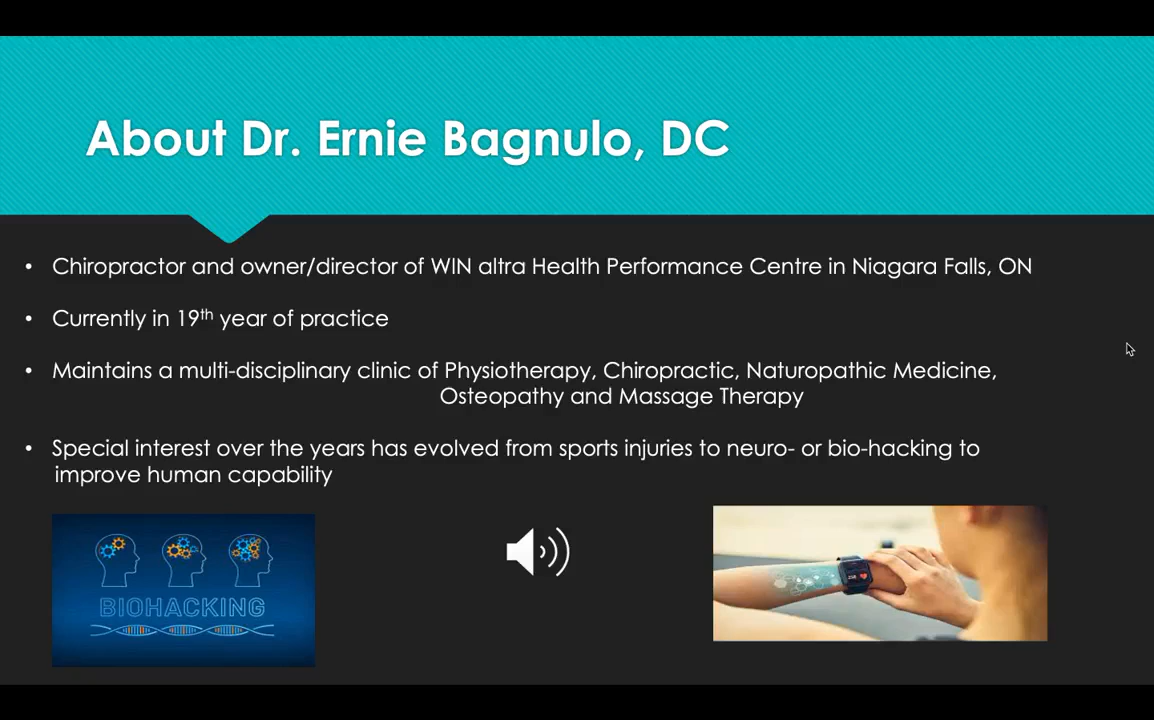 About Dr. Ernie Bagnulo, DC
• Chiropractor and owner/director of WIN altra Health Performance Centre in Niagara Falls, ON
• Currently in 19th year of practice
• Maintains a multi-disciplinary clinic of Physiotherapy, Chiropractic, Naturopathic Medicine,
Osteopathy and Massage Therapy
• Special interest over the years has evolved from sports injuries to neuro- or bio-hacking to
improve human capability
BIOHACKING